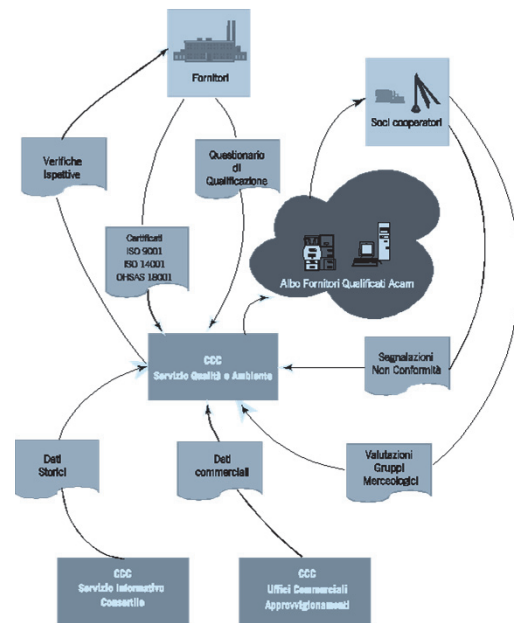 Fornitori
Soci cooperatori
Verifiche
Ispettive
Questionario
di
Qualificazione
Certificati
ISO 9001
ISO 14001
OHSAS 18001
Albo Fornitori Qualificati Acam
CCC
Servizio Qualità e Ambiente
Segnalazioni
Non Conformità
Dati
Storici
Dati
commerciali
Valutazioni
Gruppi
Merceologici
CCC
Servizio Informativo
Consortile
CCC
Uffici Commerciali
Approvvigionamenti